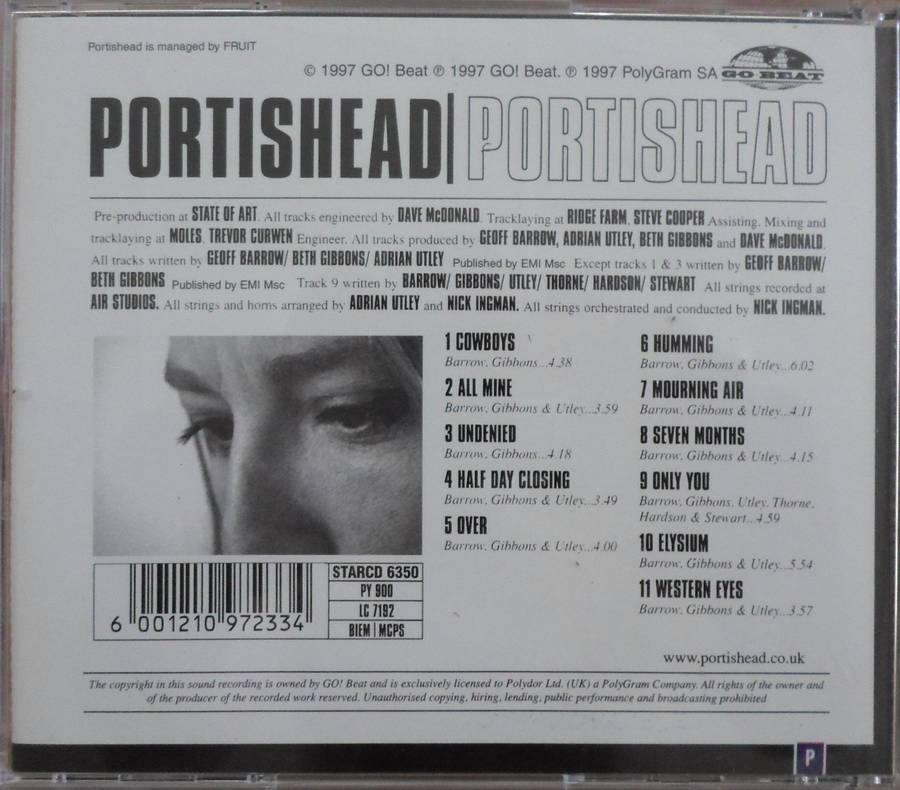 Portishead is managed by FRUIT
© 1997 GO! Beat ℗ 1997 GO! Beat. ℗ 1997 PolyGram SA
GO BEAT
PORTISHEAD| PORTISHEAD
Pre-production at STATE OF ART. All tracks engineered by DAVE McDONALD. Tracklaying at RIDGE FARM, STEVE COOPER Assisting. Mixing and
tracklaying at MOLES, TREVOR CURWEN Engineer. All tracks produced by GEOFF BARROW, ADRIAN UTLEY, BETH GIBBONS and DAVE McDONALD.
All tracks written by GEOFF BARROW/ BETH GIBBONS/ ADRIAN UTLEY Published by EMI Msc Except tracks 1 & 3 written by GEOFF BARROW/
BETH GIBBONS Published by EMI Msc Track 9 written by BARROW/ GIBBONS/ UTLEY/ THORNE/ HARDSON/ STEWART All strings recorded at
AIR STUDIOS. All strings and horns arranged by ADRIAN UTLEY and NICK INGMAN. All strings orchestrated and conducted by NICK INGMAN.
1 COWBOYS
Barrow, Gibbons...4.38
2 ALL MINE
Barrow, Gibbons & Utley...3.59
3 UNDENIED
Barrow, Gibbons...4.18
4 HALF DAY CLOSING
Barrow, Gibbons & Utley...3.49
5 OVER
Barrow, Gibbons & Utley...4.00
6 HUMMING
Barrow, Gibbons & Utley...6.02
7 MOURNING AIR
Barrow, Gibbons & Utley...4.11
8 SEVEN MONTHS
Barrow, Gibbons & Utley...4.15
9 ONLY YOU
Barrow, Gibbons, Utley, Thorne,
Hardson & Stewart...4.59
10 ELYSIUM
Barrow, Gibbons & Utley...5.54
11 WESTERN EYES
Barrow, Gibbons & Utley...3.57
6 001210 972334
STARCD 6350
PY 900
LC 7192
BIEM | MCPS
www.portishead.co.uk
The copyright in this sound recording is owned by GO! Beat and is exclusively licensed to Polydor Ltd. (UK) a PolyGram Company. All rights of the owner and
of the producer of the recorded work reserved. Unauthorised copying, hiring, lending, public performance and broadcasting prohibited
P